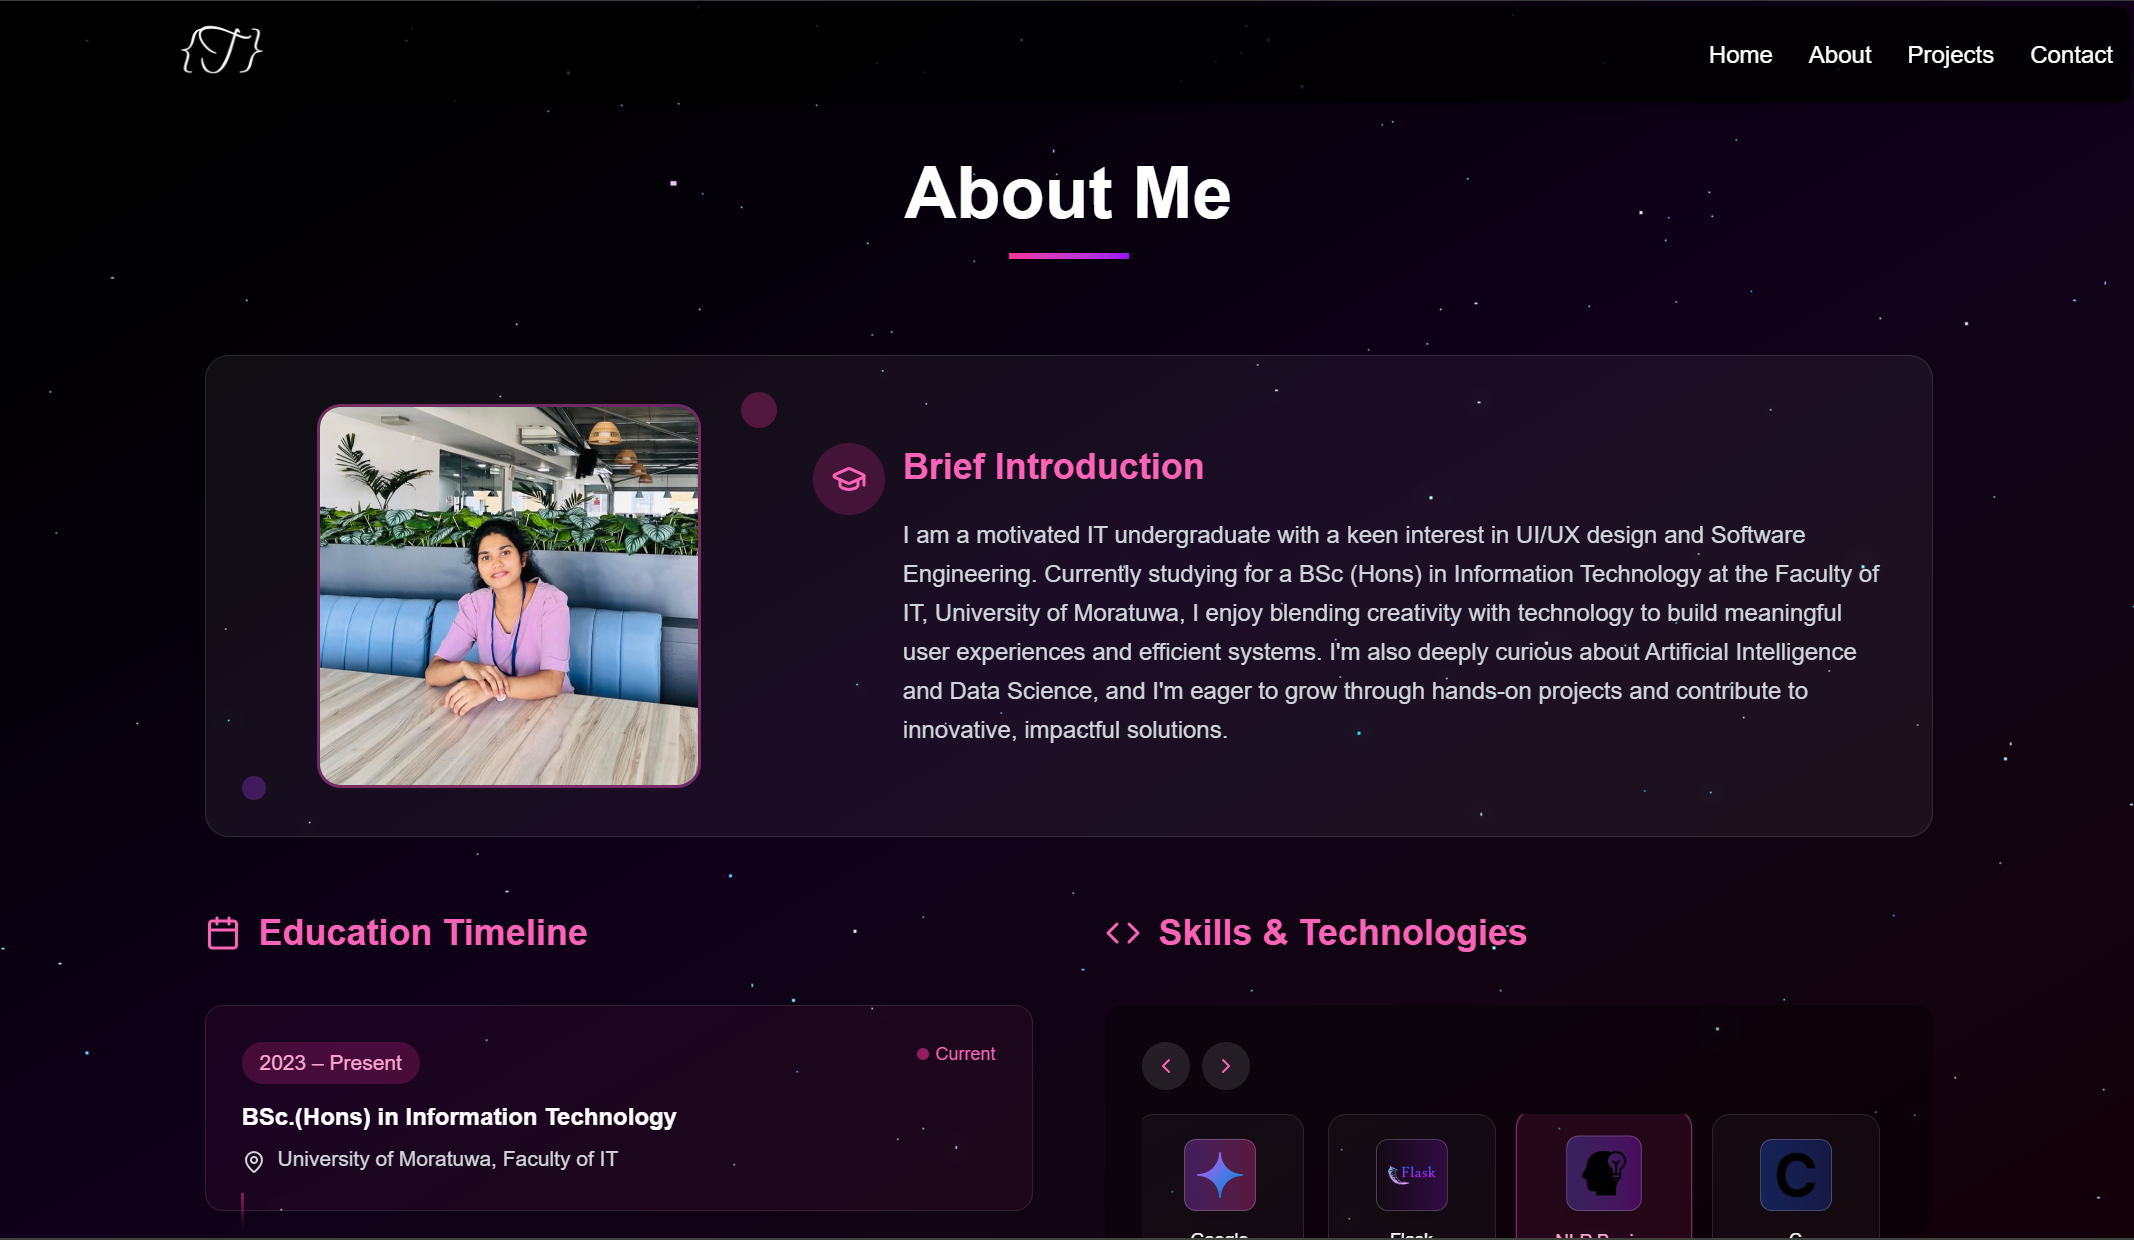 {T}
Home About Projects Contact
About Me
Brief Introduction
I am a motivated IT undergraduate with a keen interest in UI/UX design and Software
Engineering. Currently studying for a BSc (Hons) in Information Technology at the Faculty of
IT, University of Moratuwa, I enjoy blending creativity with technology to build meaningful
user experiences and efficient systems. I'm also deeply curious about Artificial Intelligence
and Data Science, and I'm eager to grow through hands-on projects and contribute to
innovative, impactful solutions.
Education Timeline
2023 – Present
Current
BSc.(Hons) in Information Technology
University of Moratuwa, Faculty of IT
Skills & Technologies
Flask
C
Google
Flask
C